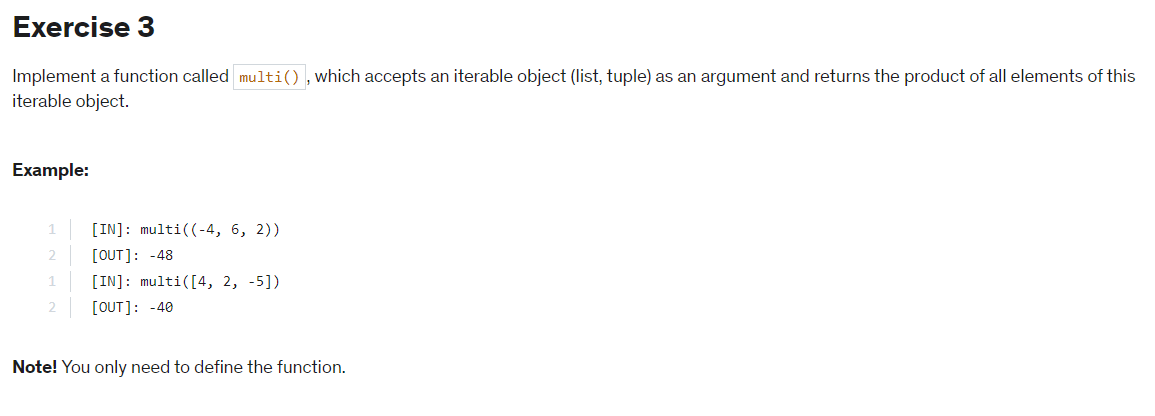 Exercise 3
Implement a function called multi() , which accepts an iterable object (list, tuple) as an argument and returns the product of all elements of this
iterable object.
Example:
1 [IN]: multi((-4, 6, 2))
2 [OUT]: -48
1 [IN]: multi([4, 2, -5])
2 [OUT]: -40
Note! You only need to define the function.